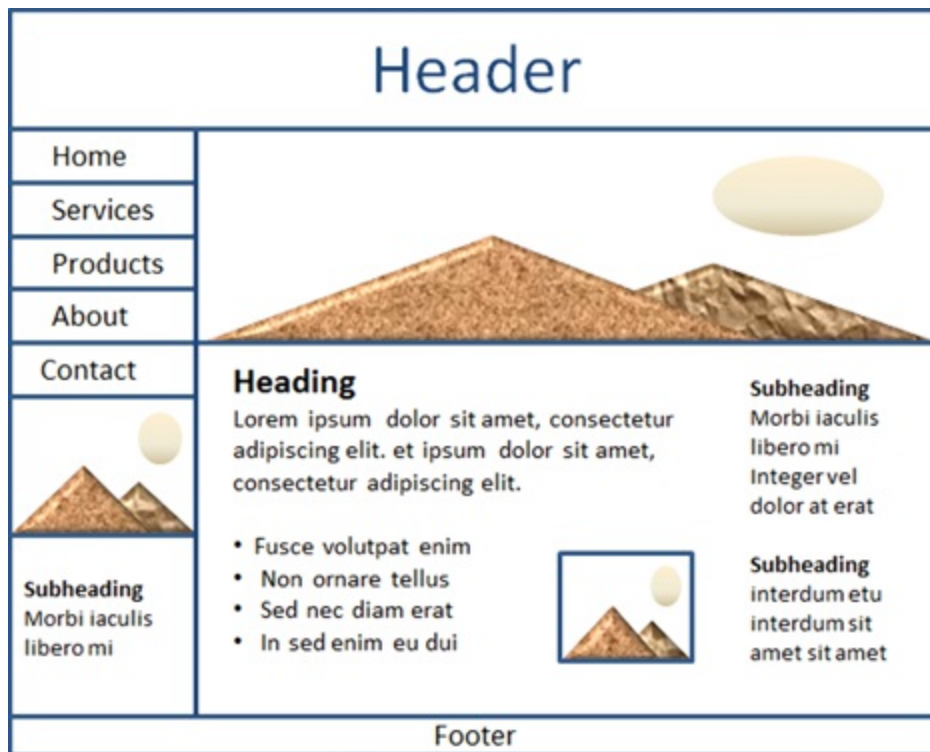 Header
Home
Services
Products
About
Contact
Subheading
Morbi iaculis
libero mi
Heading
Lorem ipsum dolor sit amet, consectetur
adipiscing elit. et ipsum dolor sit amet,
consectetur adipiscing elit.
• Fusce volutpat enim
• Non ornare tellus
• Sed nec diam erat
• In sed enim eu dui
Subheading
Morbi iaculis
libero mi
Integer vel
dolor at erat
Subheading
interdum etu
interdum sit
amet sit amet
Footer